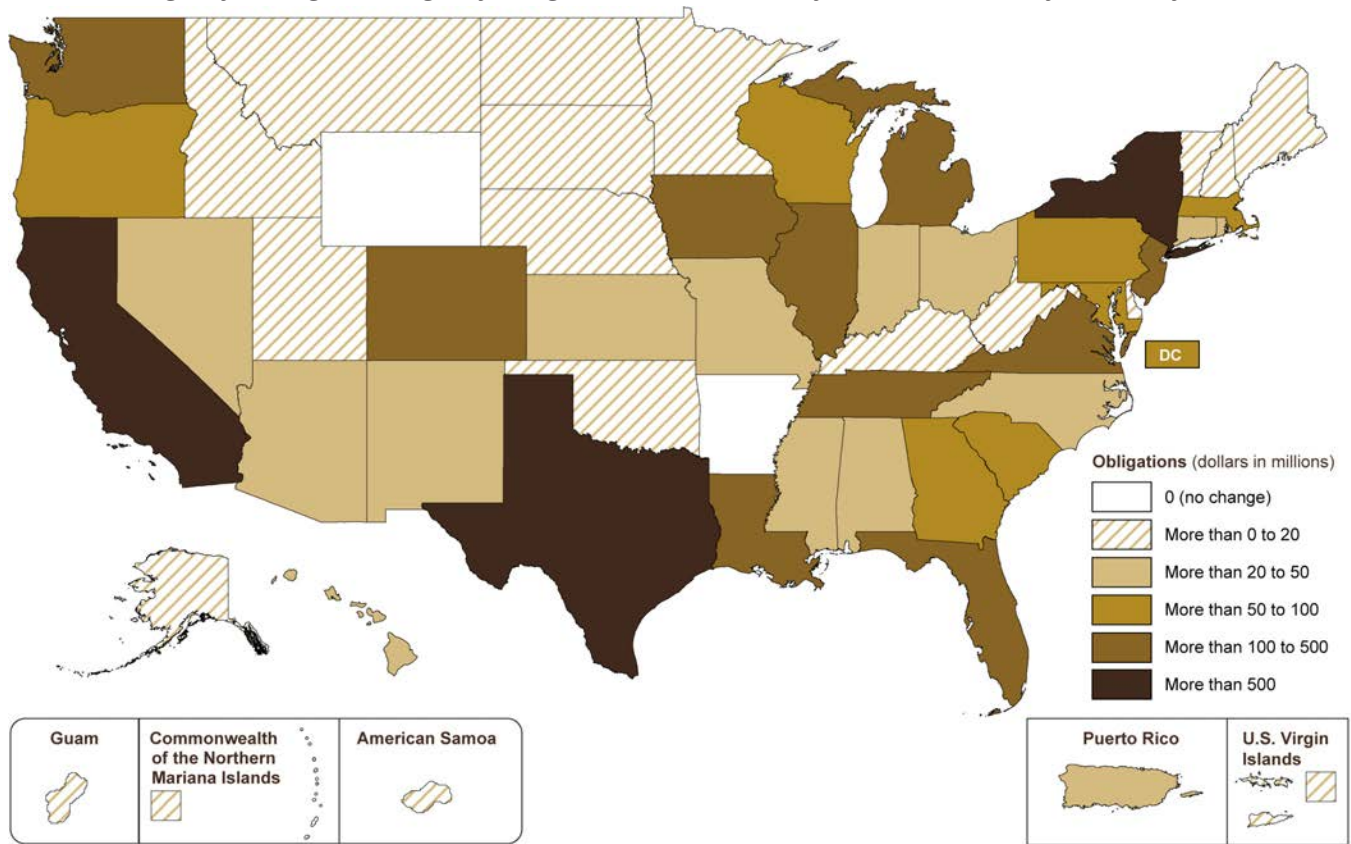 DC
Obligations (dollars in millions)
0 (no change)
More than 0 to 20
More than 20 to 50
More than 50 to 100
More than 100 to 500
More than 500
Guam
Commonwealth
of the Northern
Mariana Islands
American Samoa
Puerto Rico
U.S. Virgin
Islands